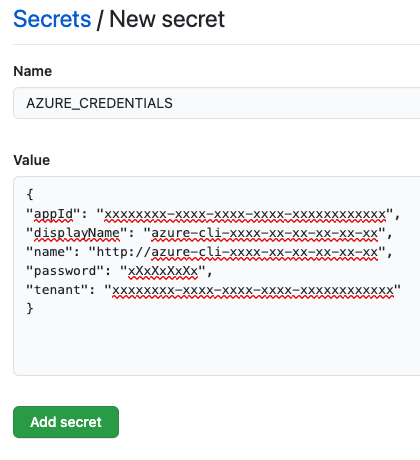 Secrets / New secret
Name
AZURE_CREDENTIALS
Value
{
"appId": "xxxxxxxx-xxxx-xxxx-xxxx-xxxxxxxxxxxx",
"displayName": "azure-cli-xxxx-xx-xx-xx-xx-xx",
"name": "http://azure-cli-xxxx-xx-xx-xx-xx-xx",
"password": "xXxXxXxXx",
"tenant": "xxxxxxxx-xxxx-xxxx-xxxx-xxxxxxxxxxxx"
}
Add secret